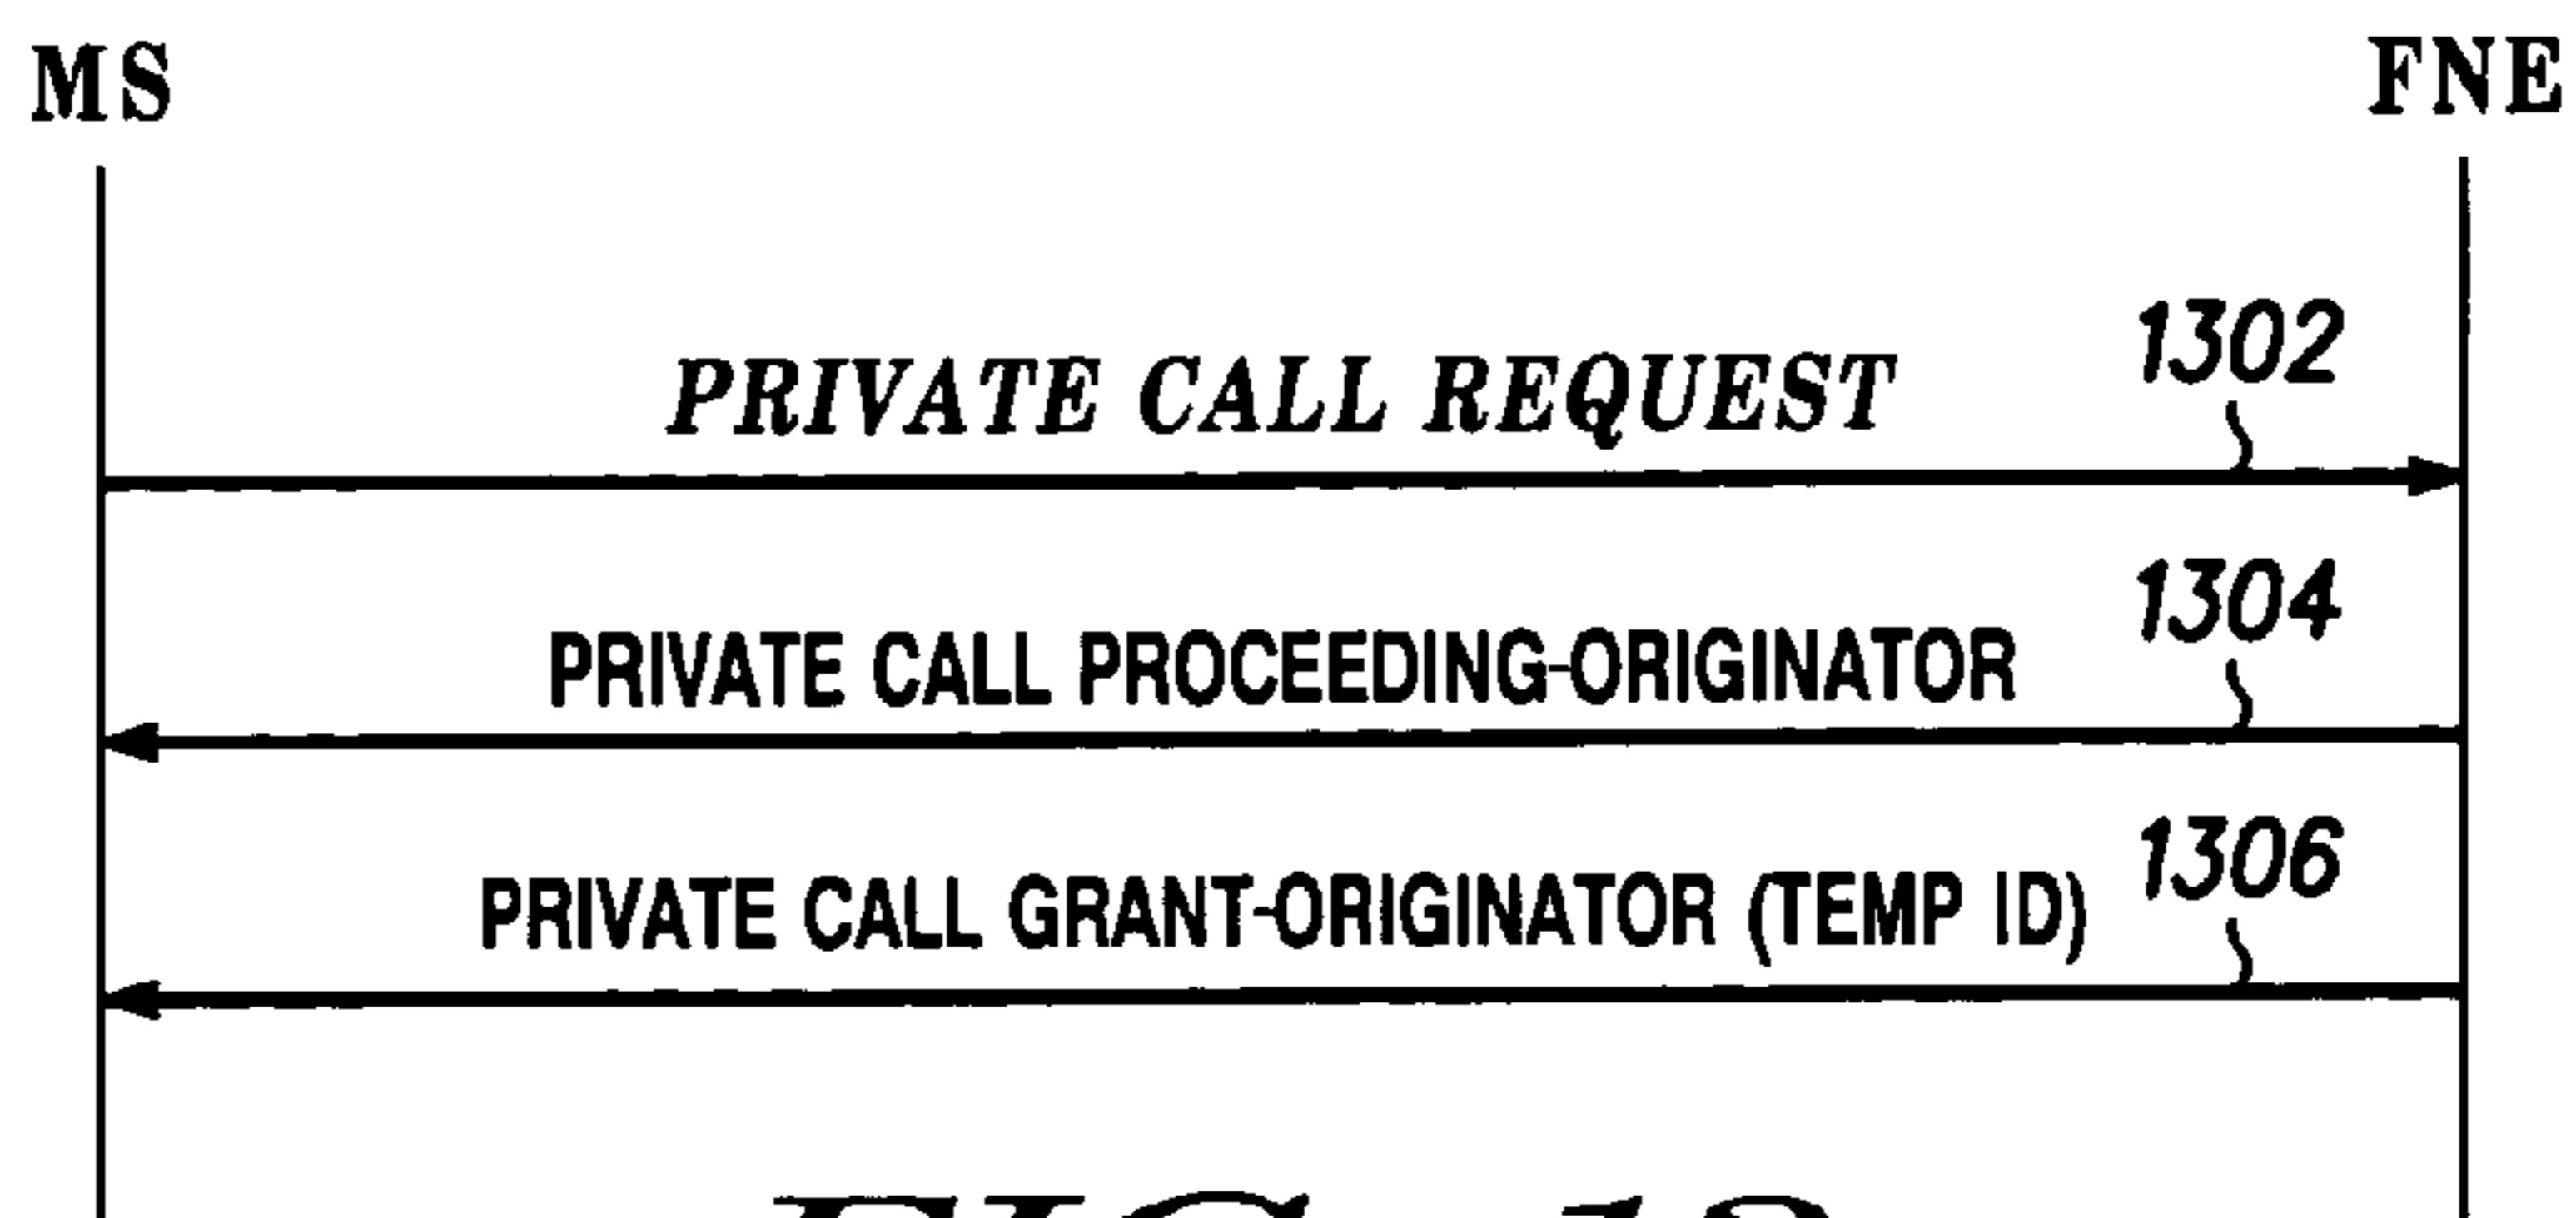 MS FNE
1302
PRIVATE CALL REQUEST
1304
PRIVATE CALL PROCEEDING-ORIGINATOR
1306
PRIVATE CALL GRANT-ORIGINATOR (TEMP ID)